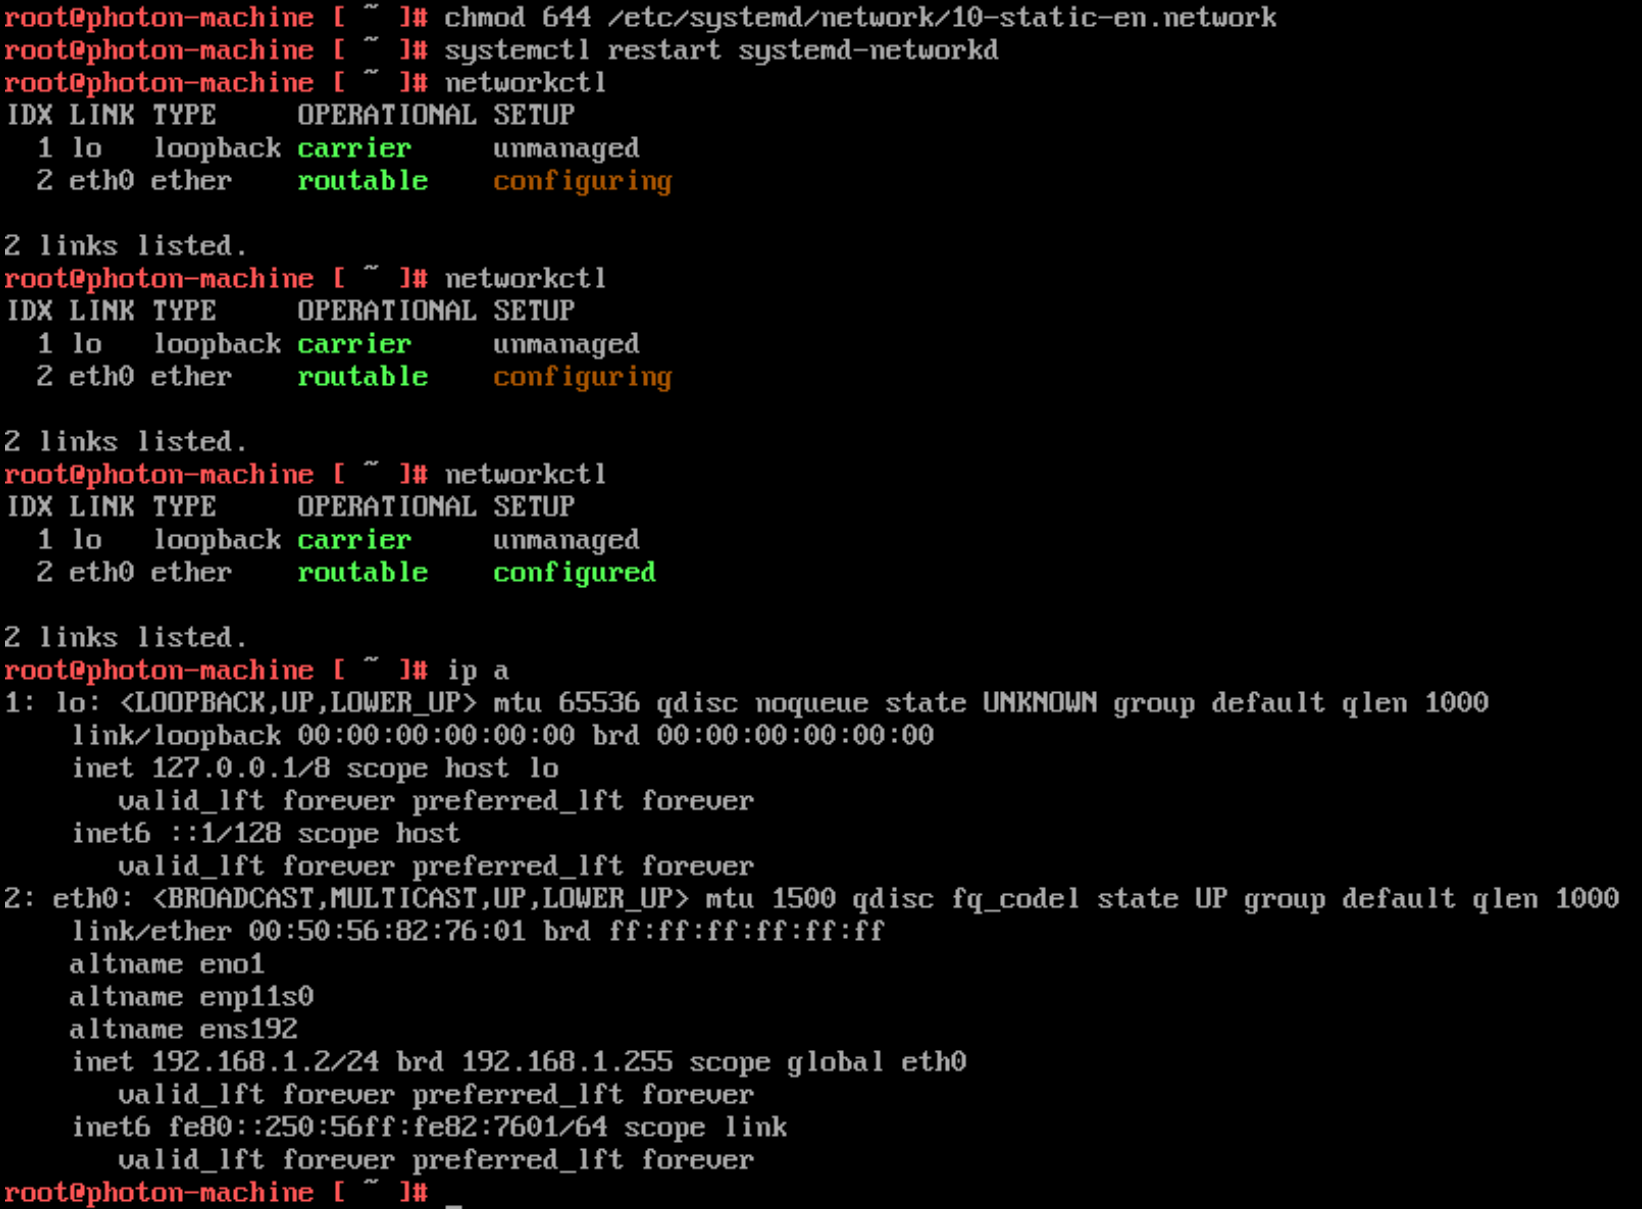 root@photon-machine [ ~ ]# chmod 644 /etc/systemd/network/10-static-en.network
root@photon-machine [ ~ ]# systemctl restart systemd-networkd
root@photon-machine [ ~ ]# networkctl
IDX LINK TYPE     OPERATIONAL SETUP
  1 lo   loopback carrier     unmanaged
  2 eth0 ether    routable    configuring

2 links listed.
root@photon-machine [ ~ ]# networkctl
IDX LINK TYPE     OPERATIONAL SETUP
  1 lo   loopback carrier     unmanaged
  2 eth0 ether    routable    configuring

2 links listed.
root@photon-machine [ ~ ]# networkctl
IDX LINK TYPE     OPERATIONAL SETUP
  1 lo   loopback carrier     unmanaged
  2 eth0 ether    routable    configured

2 links listed.
root@photon-machine [ ~ ]# ip a
1: lo: <LOOPBACK,UP,LOWER_UP> mtu 65536 qdisc noqueue state UNKNOWN group default qlen 1000
    link/loopback 00:00:00:00:00:00 brd 00:00:00:00:00:00
    inet 127.0.0.1/8 scope host lo
       valid_lft forever preferred_lft forever
    inet6 ::1/128 scope host
       valid_lft forever preferred_lft forever
2: eth0: <BROADCAST,MULTICAST,UP,LOWER_UP> mtu 1500 qdisc fq_codel state UP group default qlen 1000
    link/ether 00:50:56:82:76:01 brd ff:ff:ff:ff:ff:ff
    altname eno1
    altname enp11s0
    altname ens192
    inet 192.168.1.2/24 brd 192.168.1.255 scope global eth0
       valid_lft forever preferred_lft forever
    inet6 fe80::250:56ff:fe82:7601/64 scope link
       valid_lft forever preferred_lft forever
root@photon-machine [ ~ ]# _